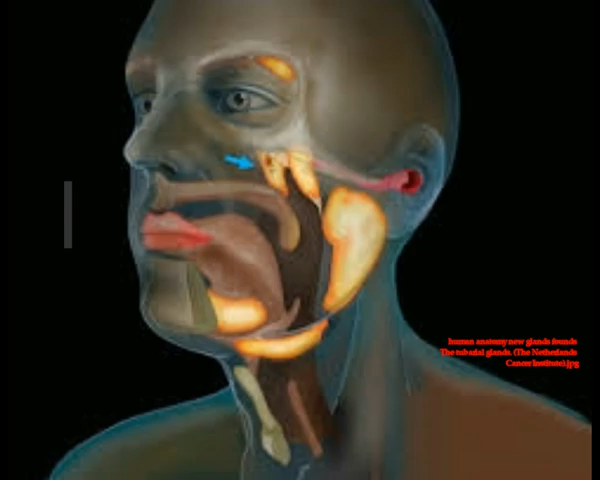 human anatomy new glands founds
The tubarial glands. (The Netherlands
Cancer Institute).jpg